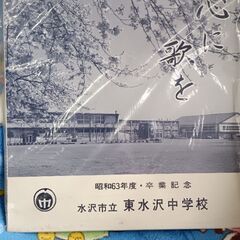 心に
歌を
昭和63年度・卒業記念
水沢市立 東水沢中学校